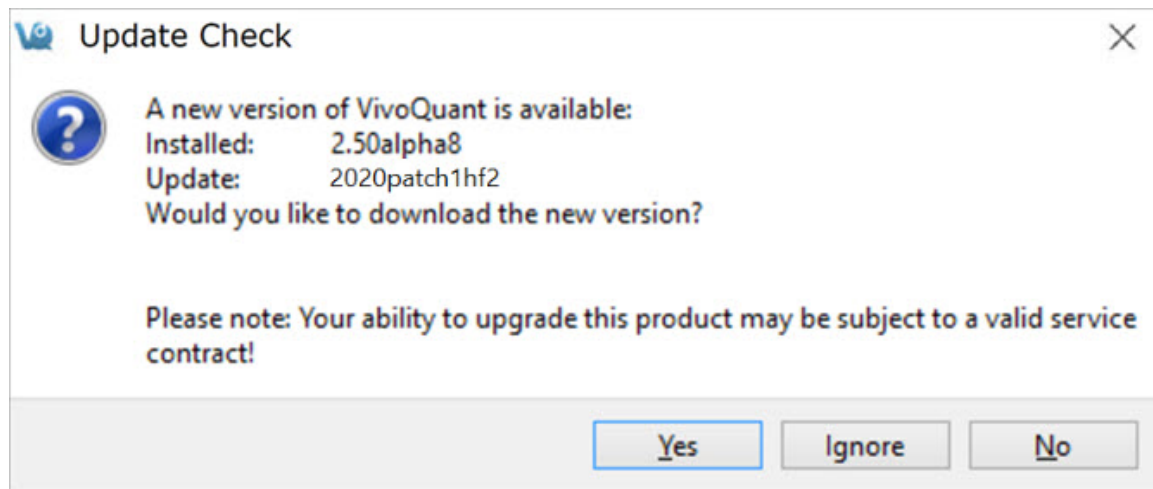 Update Check
A new version of VivoQuant is available:
Installed: 2.50alpha8
Update: 2020patch1hf2
Would you like to download the new version?
Please note: Your ability to upgrade this product may be subject to a valid service
contract!
Yes Ignore No